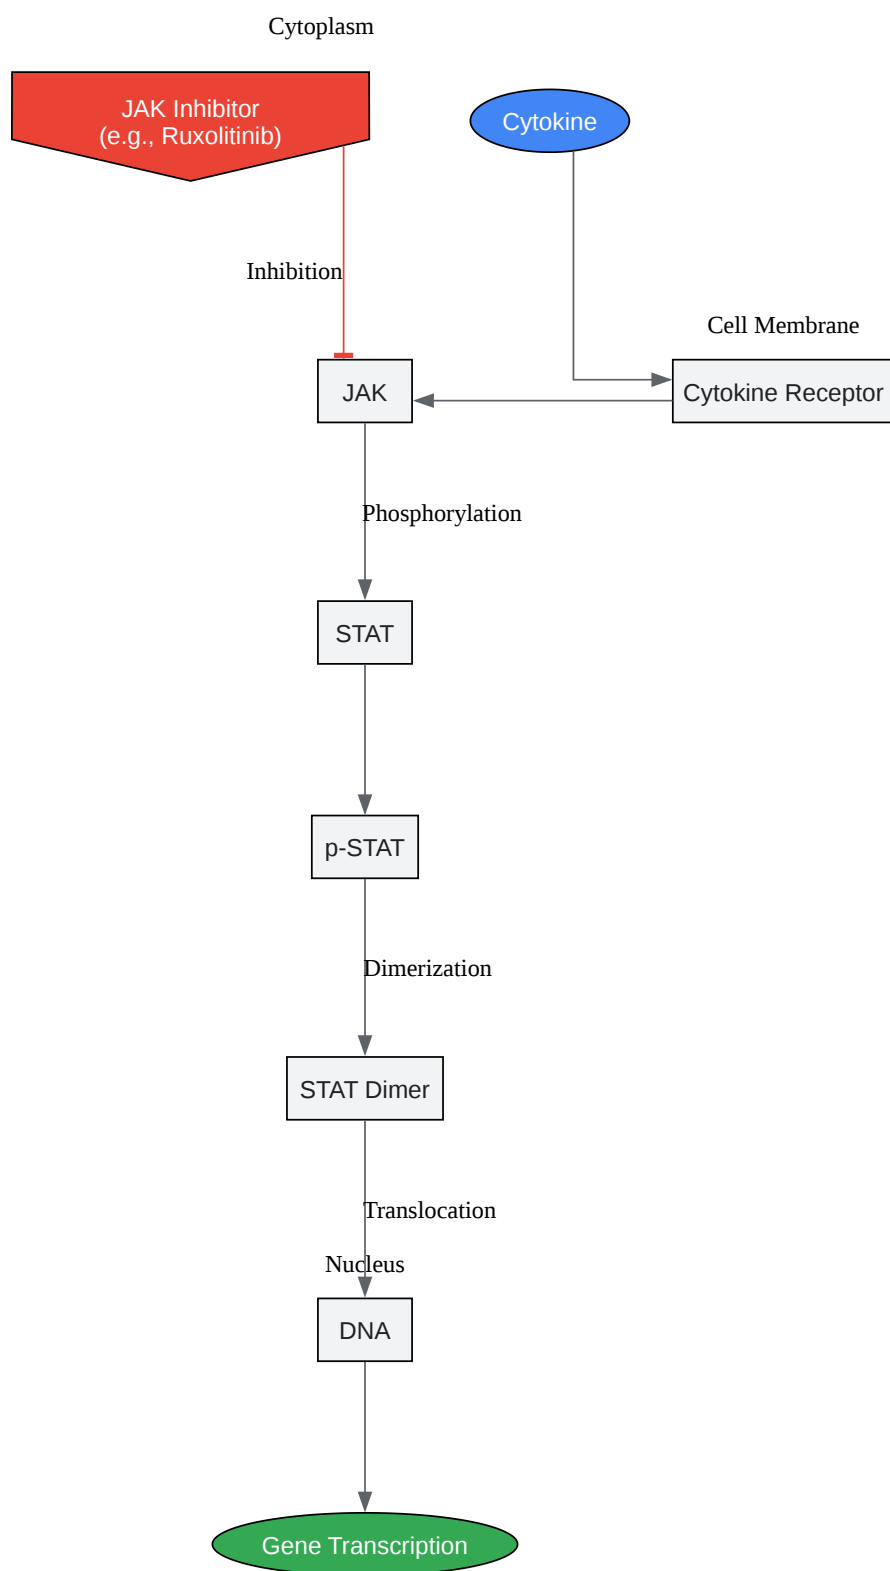 Cytoplasm
JAK Inhibitor
(e.g., Ruxolitinib)
Cytokine
Inhibition
Cell Membrane
JAK
Cytokine Receptor
Phosphorylation
STAT
p-STAT
Dimerization
STAT Dimer
Translocation
Nucleus
DNA
Gene Transcription